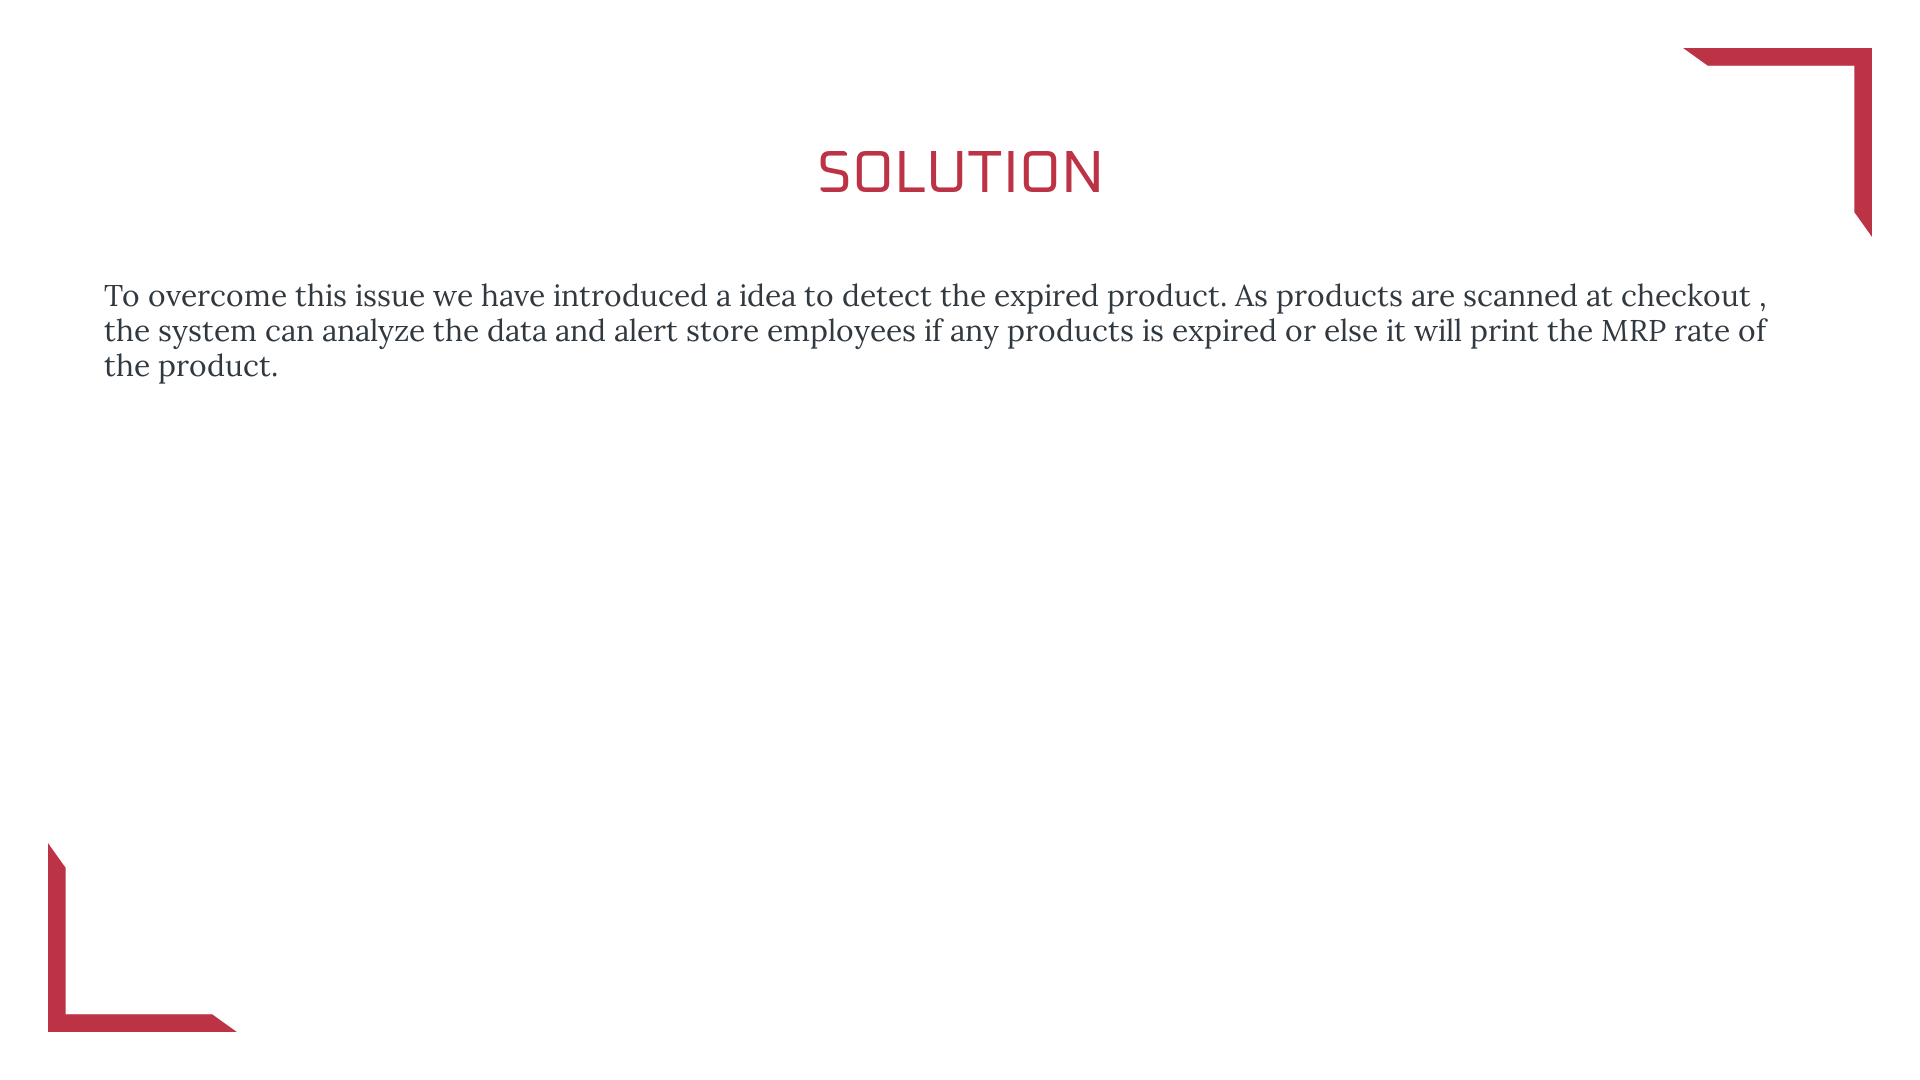 SOLUTION
To overcome this issue we have introduced a idea to detect the expired product. As products are scanned at checkout ,
the system can analyze the data and alert store employees if any products is expired or else it will print the MRP rate of
the product.